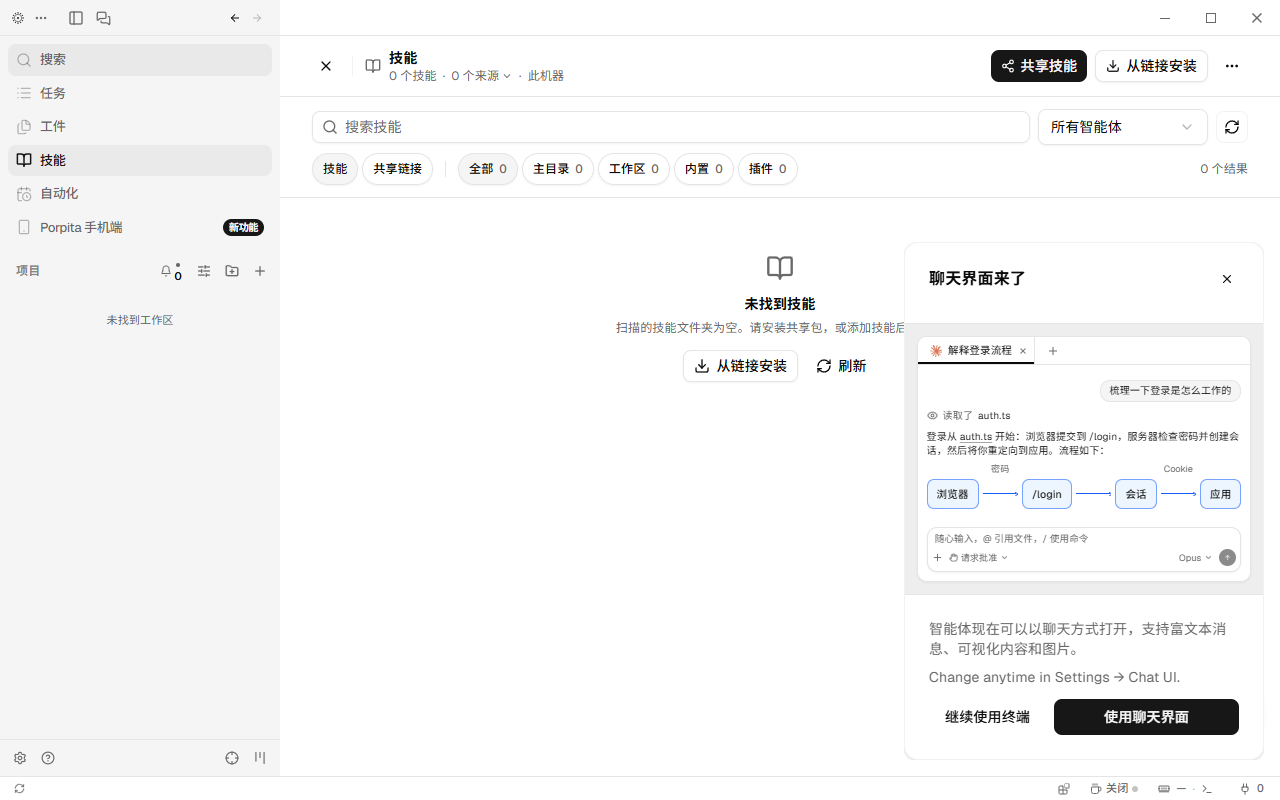 搜索
任务
工件
技能
自动化
Porpita 手机端
新功能
项目
0
未找到工作区
技能
0 个技能 · 0 个来源 · 此机器
共享技能
从链接安装
搜索技能
所有智能体
技能
共享链接
全部 0
主目录 0
工作区 0
内置 0
插件 0
0 个结果
未找到技能
扫描的技能文件夹为空。请安装共享包，或添加技能后
从链接安装
刷新
聊天界面来了
解释登录流程
梳理一下登录是怎么工作的
读取了 auth.ts
登录从 auth.ts 开始：浏览器提交到 /login，服务器检查密码并创建会
话，然后将你重定向到应用。流程如下：
密码
Cookie
浏览器
/login
会话
应用
随心输入，@ 引用文件，/ 使用命令
请求批准
Opus
智能体现在可以以聊天方式打开，支持富文本消
息、可视化内容和图片。
Change anytime in Settings → Chat UI.
继续使用终端
使用聊天界面
关闭
0